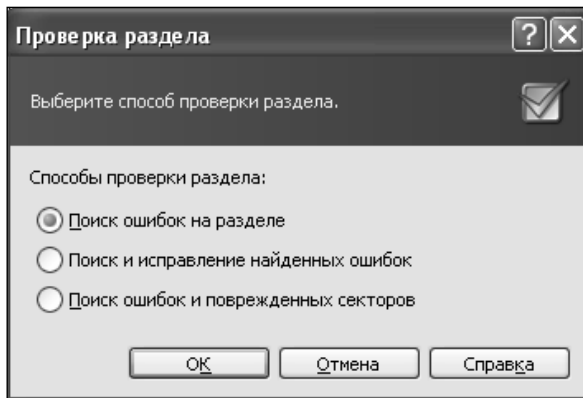 Проверка раздела
Выберите способ проверки раздела.
Способы проверки раздела:
Поиск ошибок на разделе
Поиск и исправление найденных ошибок
Поиск ошибок и поврежденных секторов
ОК Отмена Справка